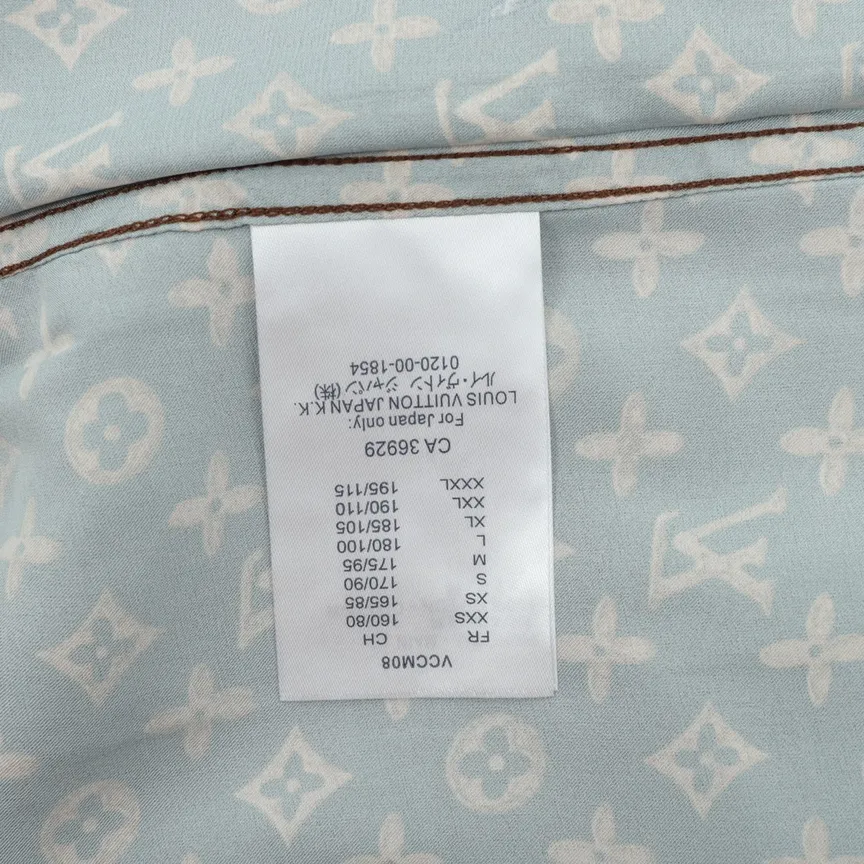 VCCM08
FR CH
XXS 160/80
XS 165/85
S 170/90
M 175/95
L 180/100
XL 185/105
XXL 190/110
XXXL 195/115
CA 36929
For Japan only:
LOUIS VUITTON JAPAN K.K.
ルイ・ヴィトン ジャパン (株)
0120-00-1854